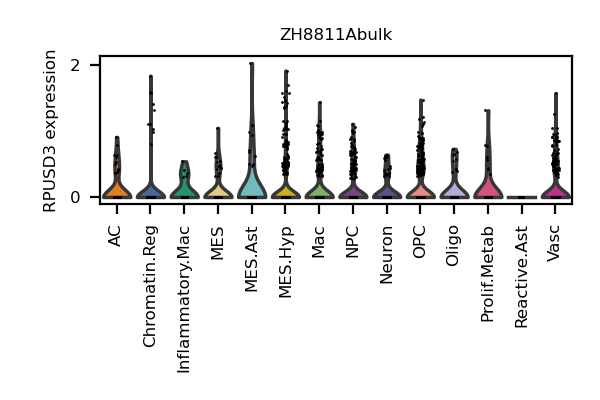 ZH8811Abulk
RPUSD3 expression
2
0
AC
Chromatin.Reg
Inflammatory.Mac
MES
MES.Ast
MES.Hyp
Mac
NPC
Neuron
OPC
Oligo
Prolif.Metab
Reactive.Ast
Vasc